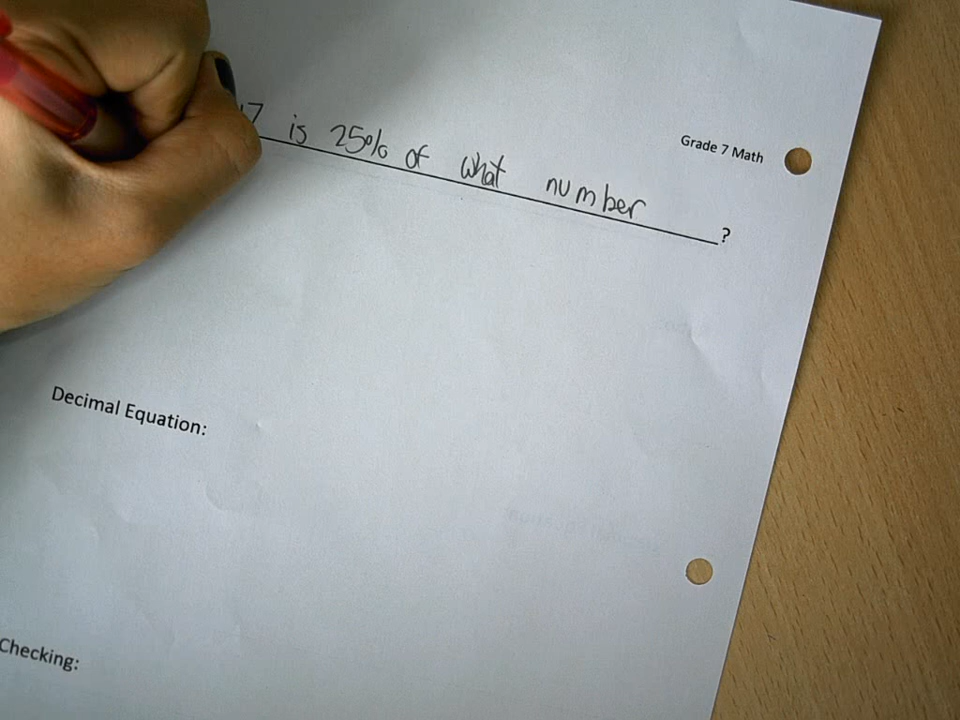 Grade 7 Math
is 25% of what number ?
Decimal Equation:
Checking: